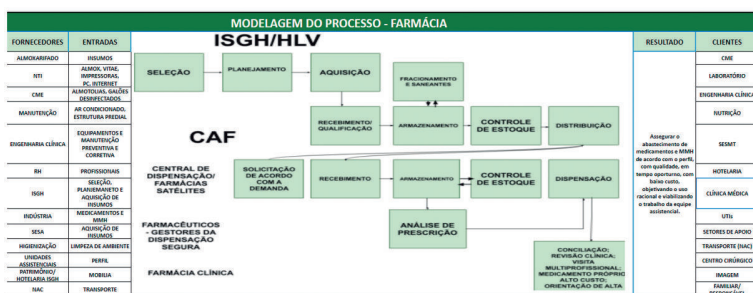 MODELAGEM DO PROCESSO - FARMÁCIA
FORNECEDORES
ENTRADAS
ALMOXARIFADO
INSUMOS
NTI
ALMOX, VITAE,
IMPRESSORAS,
PC, INTERNET
CME
ALMOTOLIAS, GALÕES
DESINFECTADOS
MANUTENÇÃO
AR CONDICIONADO,
ESTRUTURA PREDIAL
ENGENHARIA CLÍNICA
EQUIPAMENTOS E
MANUTENÇÃO
PREVENTIVA E
CORRETIVA
RH
PROFISSIONAIS
ISGH
SELEÇÃO,
PLANEJAMNETO E
AQUISIÇÃO DE
INSUMOS
INDÚSTRIA
MEDICAMENTOS E
MMH
SESA
AQUISIÇÃO DE
INSUMOS
HIGIENIZAÇÃO
LIMPEZA DE AMBIENTE
UNIDADES
ASSISTENCIAIS
PERFIL
PATRIMÔNIO/
HOTELARIA ISGH
MOBILIA
NAC
TRANSPORTE
ISGH/HLV
SELEÇÃO
PLANEJAMENTO
AQUISIÇÃO
FRACIONAMENTO
E SANEANTES
RECEBIMENTO/
QUALIFICAÇÃO
ARMAZENAMENTO
CONTROLE
DE ESTOQUE
DISTRIBUIÇÃO
CAF
CENTRAL DE
DISPENSAÇÃO/
FARMÁCIAS
SATÉLITES
SOLICITAÇÃO
DE ACORDO
COM A
DEMANDA
RECEBIMENTO
ARMAZENAMENTO
CONTROLE
DE ESTOQUE
DISPENSAÇÃO
FARMACÊUTICOS
- GESTORES DA
DISPENSAÇÃO
SEGURA
ANÁLISE DE
PRESCRIÇÃO
FARMÁCIA CLÍNICA
CONCILIAÇÃO;
REVISÃO CLÍNICA;
VISITA
MULTIPROFISSIONAL;
MEDICAMENTO PRÓPRIO
ALTO CUSTO;
ORIENTAÇÃO DE ALTA
RESULTADO
Assegurar o
abastecimento de
medicamentos e MMH
de acordo com o perfil,
com qualidade, em
tempo oportuno, com
baixo custo,
objetivando o uso
racional e viabilizando
o trabalho da equipe
assistencial.
CLIENTES
CME
LABORATÓRIO
ENGENHARIA CLÍNICA
NUTRIÇÃO
SESMT
HOTELARIA
CLÍNICA MÉDICA
UTIs
SETORES DE APOIO
TRANSPORTE (NAC)
CENTRO CIRÚRGICO
IMAGEM
FAMILIAR/